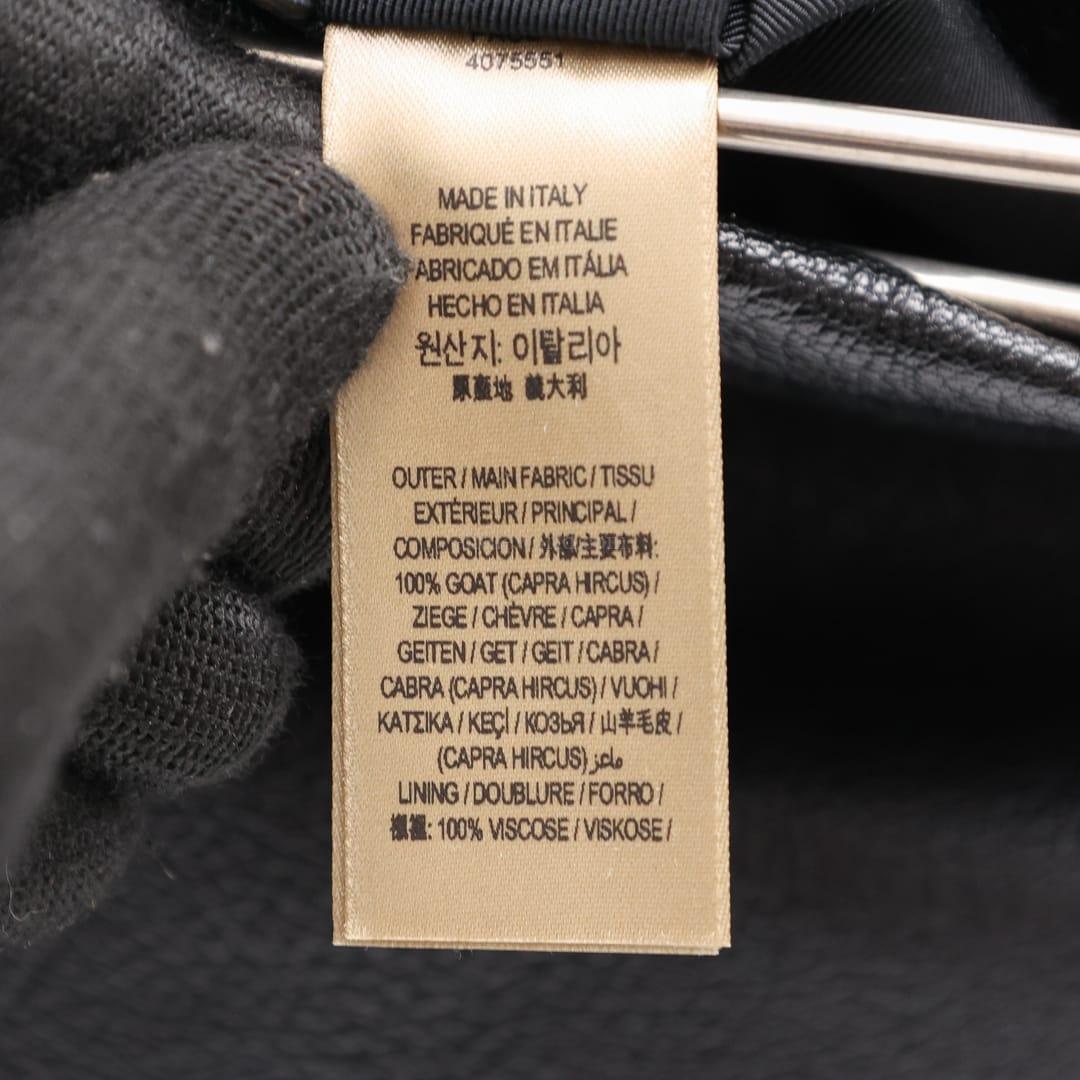 4075551
MADE IN ITALY
FABRIQUÉ EN ITALIE
FABRICADO EM ITÁLIA
HECHO EN ITALIA
원산지: 이탈리아
原產地 義大利
OUTER / MAIN FABRIC / TISSU
EXTÉRIEUR / PRINCIPAL /
COMPOSICION / 外層/主要布料:
100% GOAT (CAPRA HIRCUS) /
ZIEGE / CHÈVRE / CAPRA /
GEITEN / GET / GEIT / CABRA /
CABRA (CAPRA HIRCUS) / VUOHI /
ΚΑΤΣΙΚΑ / KEÇİ / КОЗЬЯ / 山羊毛皮 /
(CAPRA HIRCUS) ماعز
LINING / DOUBLURE / FORRO /
襯裡: 100% VISCOSE / VISKOSE /